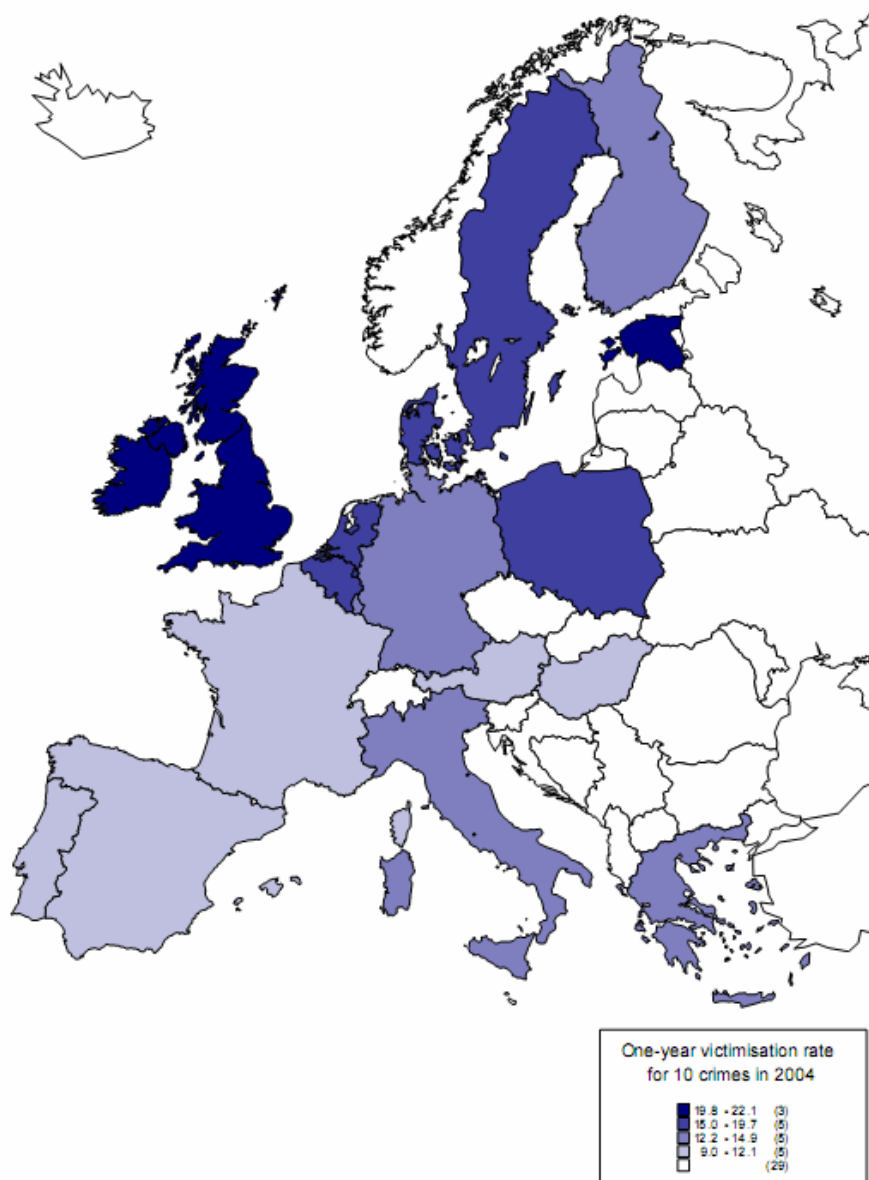 One-year victimisation rate
for 10 crimes in 2004
19.8 - 22.1 (3)
15.0 - 19.7 (5)
12.2 - 14.9 (5)
9.0 - 12.1 (5)
(29)